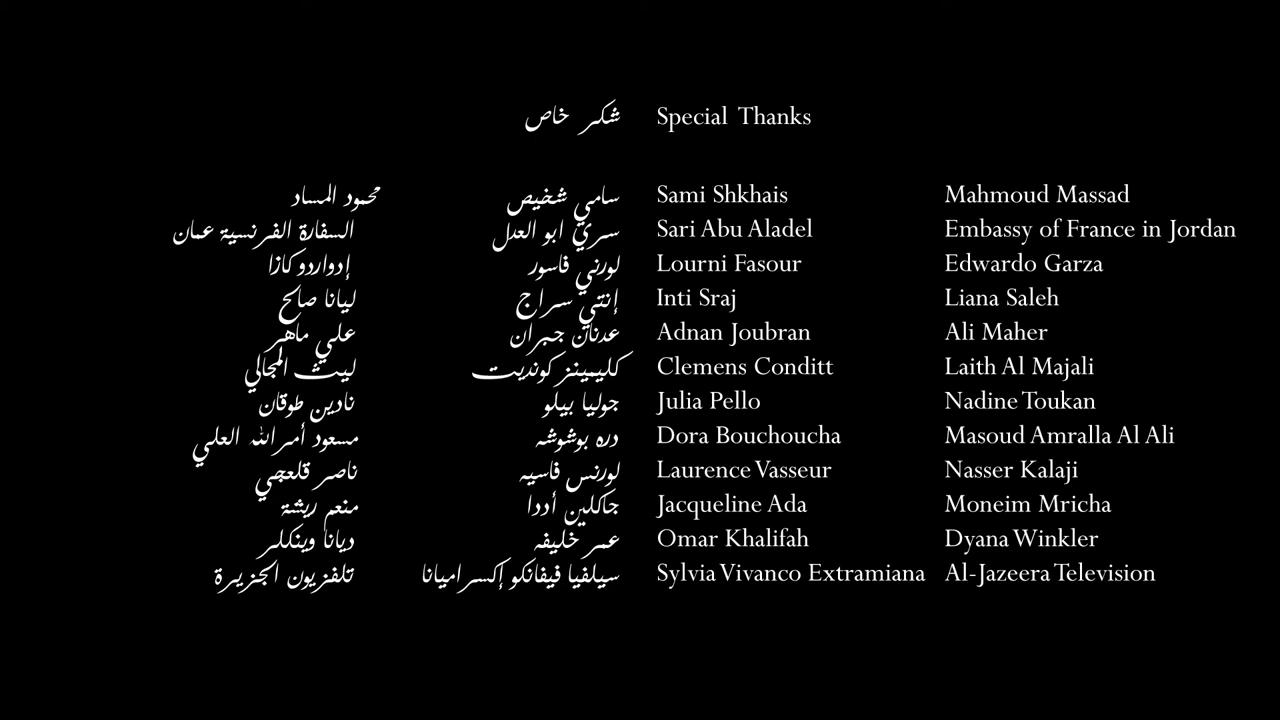 شكر خاص Special Thanks
محمود المساد سامي شخيص Sami Shkhais Mahmoud Massad
السفارة الفرنسية عمان سري ابو العدل Sari Abu Aladel Embassy of France in Jordan
إدواردو كازا لورني فاسور Lourni Fasour Edwardo Garza
ليانا صالح إنتي سراج Inti Sraj Liana Saleh
علي ماهر عدنان جبران Adnan Joubran Ali Maher
ليث المجالي كليمينز كونديت Clemens Conditt Laith Al Majali
نادين طوقان جوليا بيلو Julia Pello Nadine Toukan
مسعود أمرالله العلي دره بوشوشه Dora Bouchoucha Masoud Amralla Al Ali
ناصر قلعجي لورنس فاسيه Laurence Vasseur Nasser Kalaji
منعم ريشة جاكلين أددا Jacqueline Ada Moneim Mricha
ديانا وينكلر عمر خليفه Omar Khalifah Dyana Winkler
تلفزيون الجزيرة سيلفيا فيفانكو إكسراميانا Sylvia Vivanco Extramiana Al-Jazeera Television